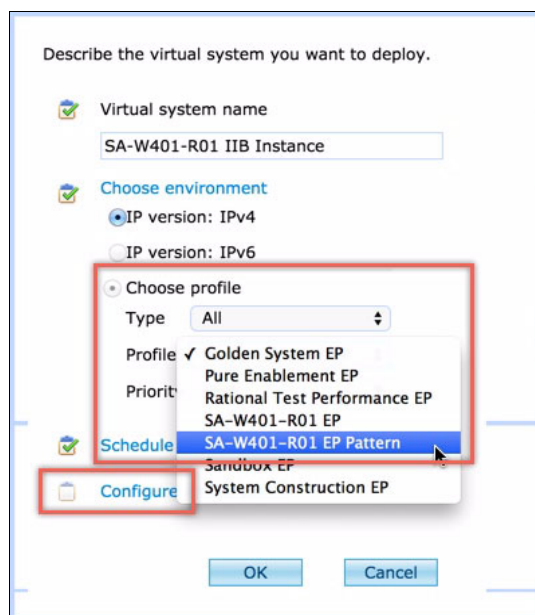 Describe the virtual system you want to deploy.
Virtual system name
SA-W401-R01 IIB Instance
Choose environment
IP version: IPv4
IP version: IPv6
Choose profile
Type All
Profile ✓ Golden System EP
Pure Enablement EP
Rational Test Performance EP
Priorit
SA-W401-R01 EP
Schedule SA-W401-R01 EP Pattern
Sandbox EP
Configure System Construction EP
OK Cancel